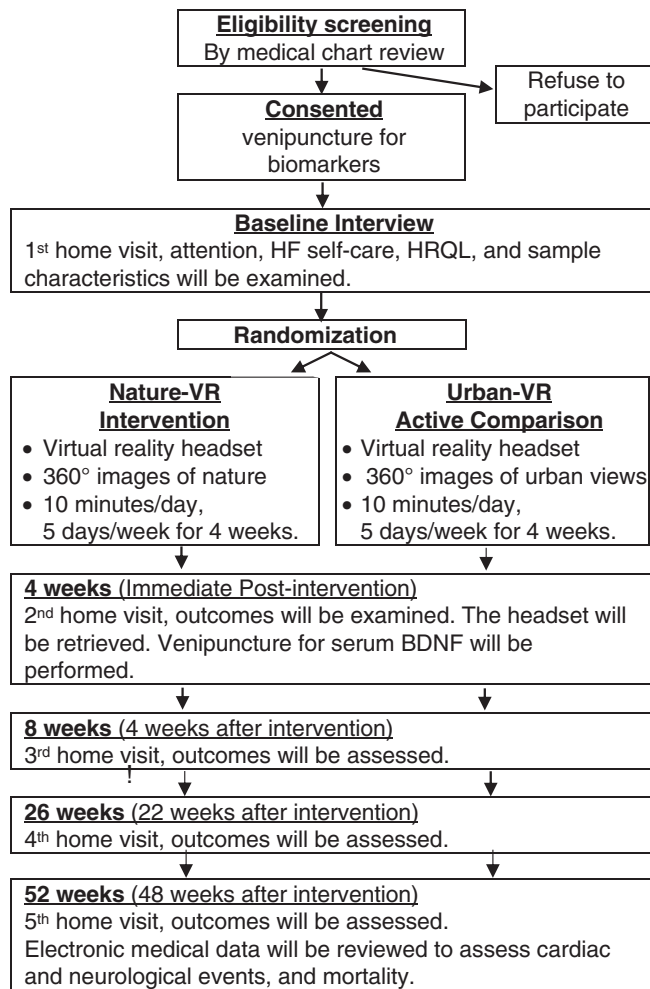 Eligibility screening
By medical chart review
Refuse to
participate
Consented
venipuncture for
biomarkers
Baseline Interview
1st home visit, attention, HF self-care, HRQL, and sample
characteristics will be examined.
Randomization
Nature-VR
Intervention
• Virtual reality headset
• 360° images of nature
• 10 minutes/day,
5 days/week for 4 weeks.
Urban-VR
Active Comparison
• Virtual reality headset
• 360° images of urban views
• 10 minutes/day,
5 days/week for 4 weeks.
4 weeks (Immediate Post-intervention)
2nd home visit, outcomes will be examined. The headset will
be retrieved. Venipuncture for serum BDNF will be
performed.
8 weeks (4 weeks after intervention)
3rd home visit, outcomes will be assessed.
!
26 weeks (22 weeks after intervention)
4th home visit, outcomes will be assessed.
52 weeks (48 weeks after intervention)
5th home visit, outcomes will be assessed.
Electronic medical data will be reviewed to assess cardiac
and neurological events, and mortality.